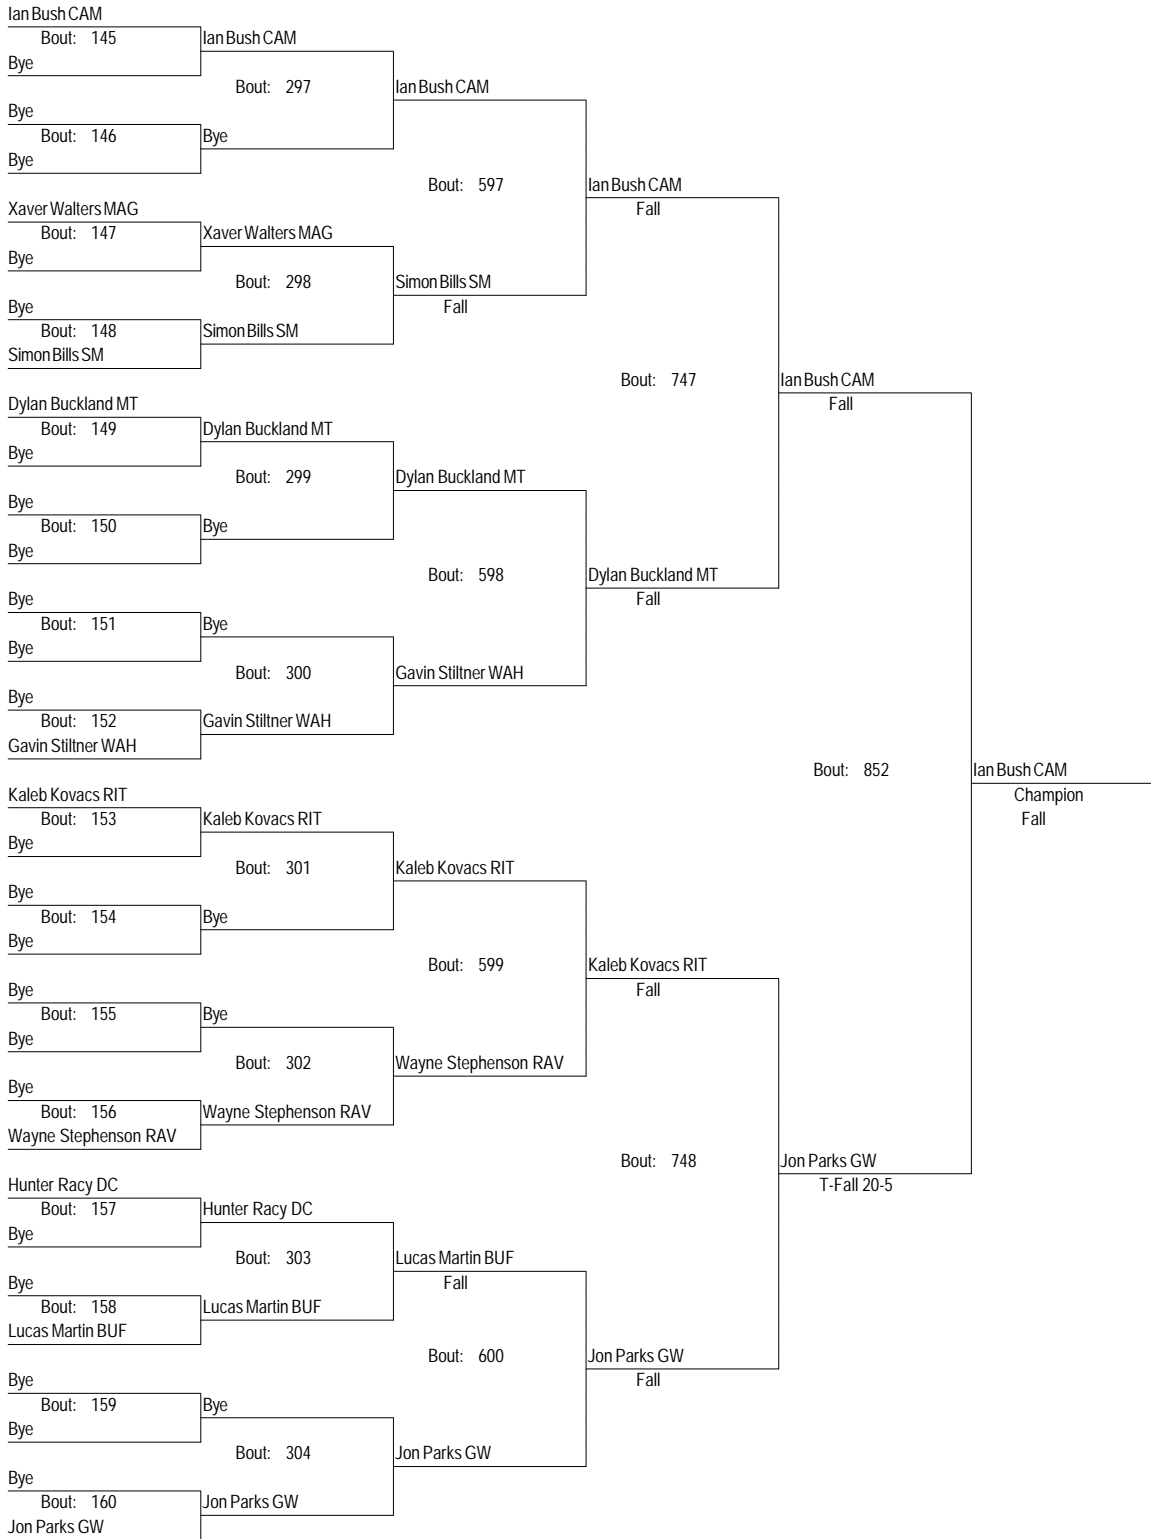 Ian Bush CAM
Bout: 145
Ian Bush CAM
Bye
Bout: 297
Ian Bush CAM
Bye
Bout: 146
Bye
Bye
Bout: 597
Ian Bush CAM
Fall
Xaver Walters MAG
Bout: 147
Xaver Walters MAG
Bye
Bout: 298
Simon Bills SM
Fall
Bye
Bout: 148
Simon Bills SM
Simon Bills SM
Bout: 747
Ian Bush CAM
Fall
Dylan Buckland MT
Bout: 149
Dylan Buckland MT
Bye
Bout: 299
Dylan Buckland MT
Bye
Bout: 150
Bye
Bye
Bout: 598
Dylan Buckland MT
Fall
Bye
Bout: 151
Bye
Bye
Bout: 300
Gavin Stiltner WAH
Bye
Bout: 152
Gavin Stiltner WAH
Gavin Stiltner WAH
Bout: 852
Ian Bush CAM
Champion
Fall
Kaleb Kovacs RIT
Bout: 153
Kaleb Kovacs RIT
Bye
Bout: 301
Kaleb Kovacs RIT
Bye
Bout: 154
Bye
Bye
Bout: 599
Kaleb Kovacs RIT
Fall
Bye
Bout: 155
Bye
Bye
Bout: 302
Wayne Stephenson RAV
Bye
Bout: 156
Wayne Stephenson RAV
Wayne Stephenson RAV
Bout: 748
Jon Parks GW
T-Fall 20-5
Hunter Racy DC
Bout: 157
Hunter Racy DC
Bye
Bout: 303
Lucas Martin BUF
Fall
Bye
Bout: 158
Lucas Martin BUF
Lucas Martin BUF
Bout: 600
Jon Parks GW
Fall
Bye
Bout: 159
Bye
Bye
Bout: 304
Jon Parks GW
Bye
Bout: 160
Jon Parks GW
Jon Parks GW